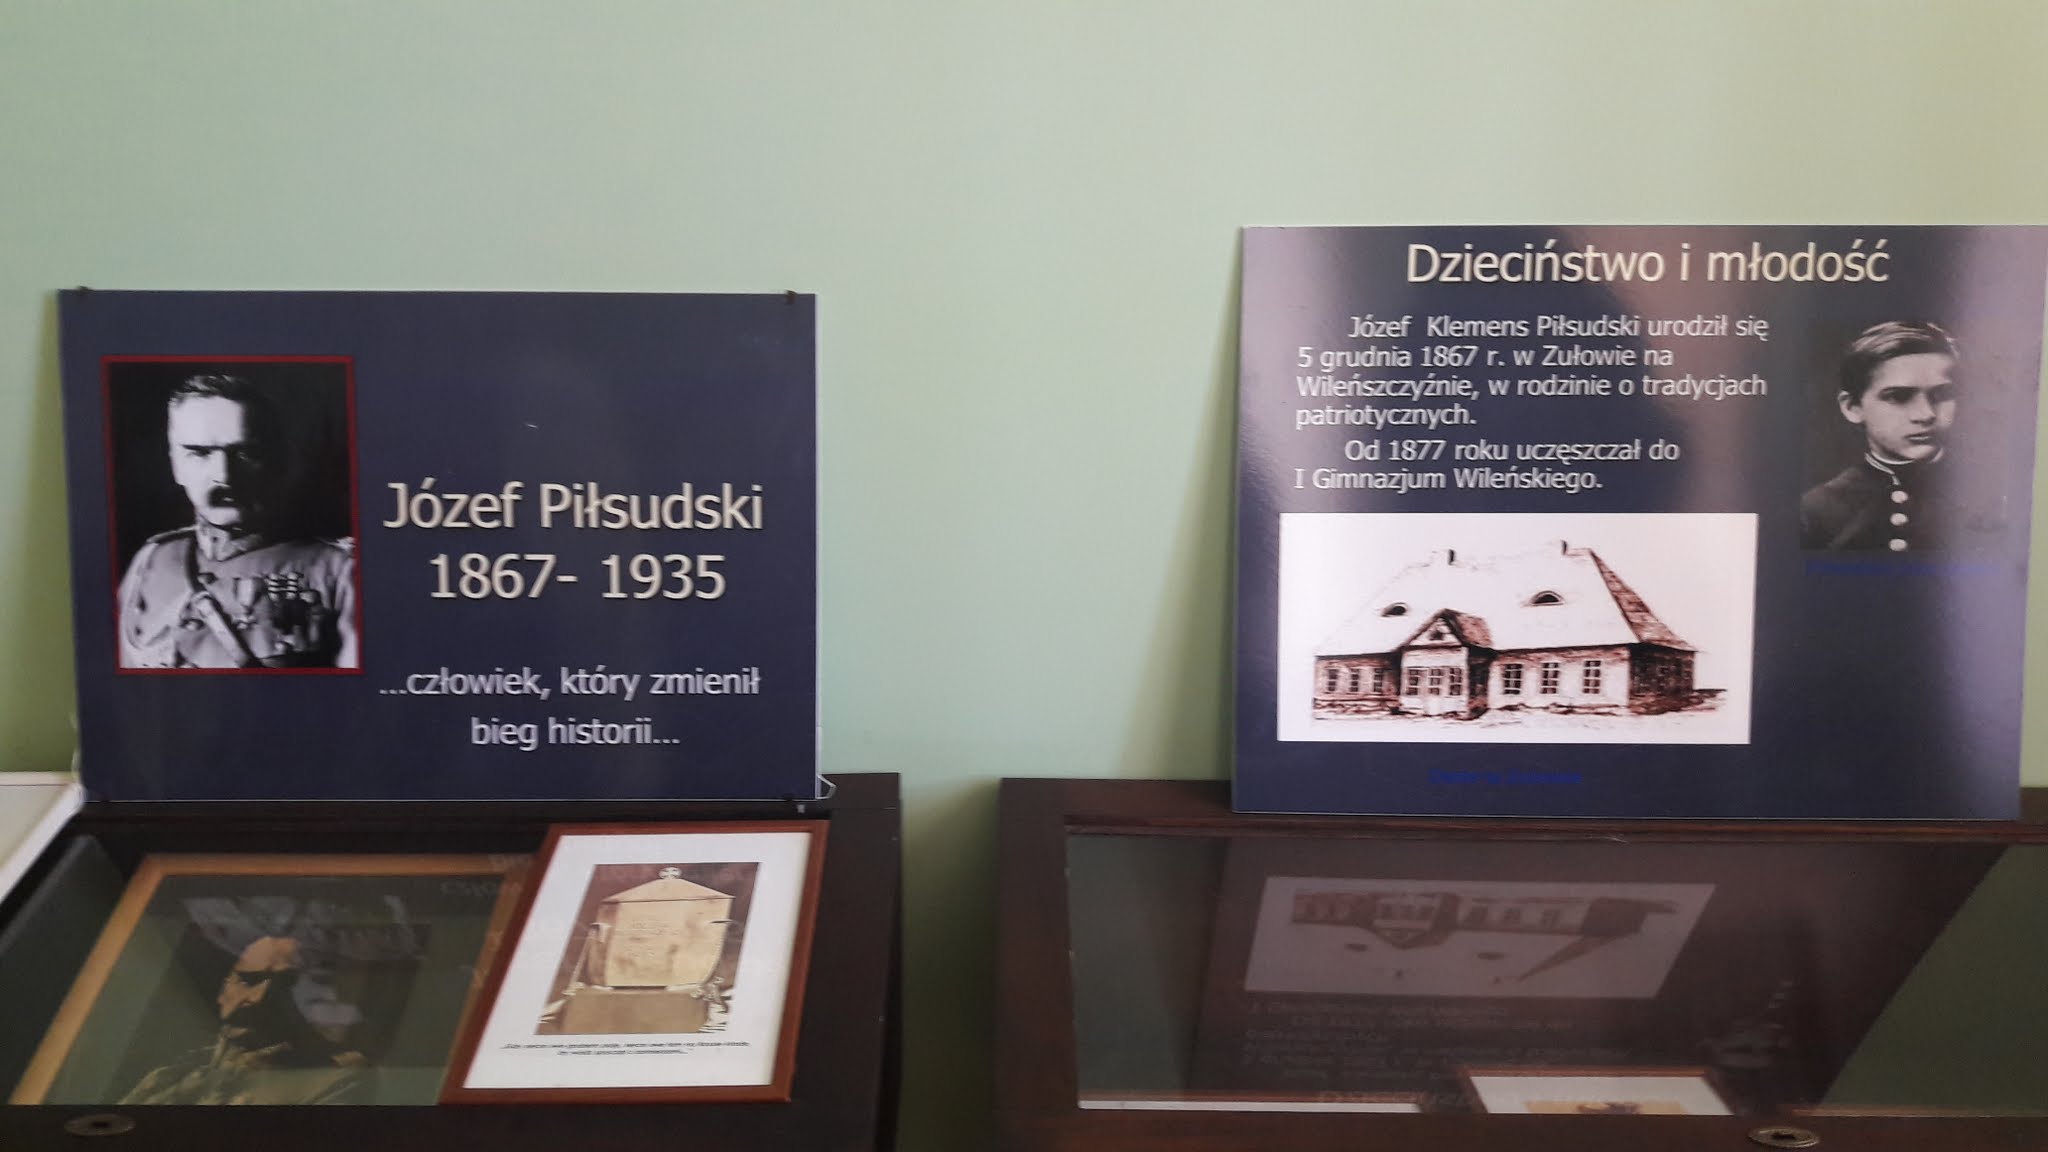 Józef Piłsudski
1867- 1935
...człowiek, który zmienił
bieg historii...
Dzieciństwo i młodość
Józef Klemens Piłsudski urodził się
5 grudnia 1867 r. w Zułowie na
Wileńszczyźnie, w rodzinie o tradycjach
patriotycznych.
Od 1877 roku uczęszczał do
I Gimnazjum Wileńskiego.